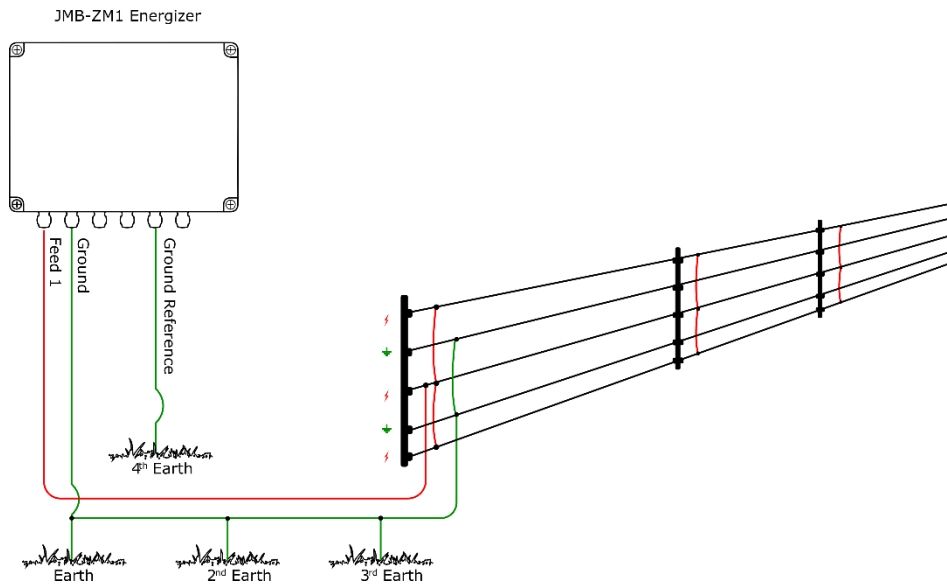 JMB-ZM1 Energizer
Feed 1
Ground
Ground Reference
4th Earth
Earth
2nd Earth
3rd Earth